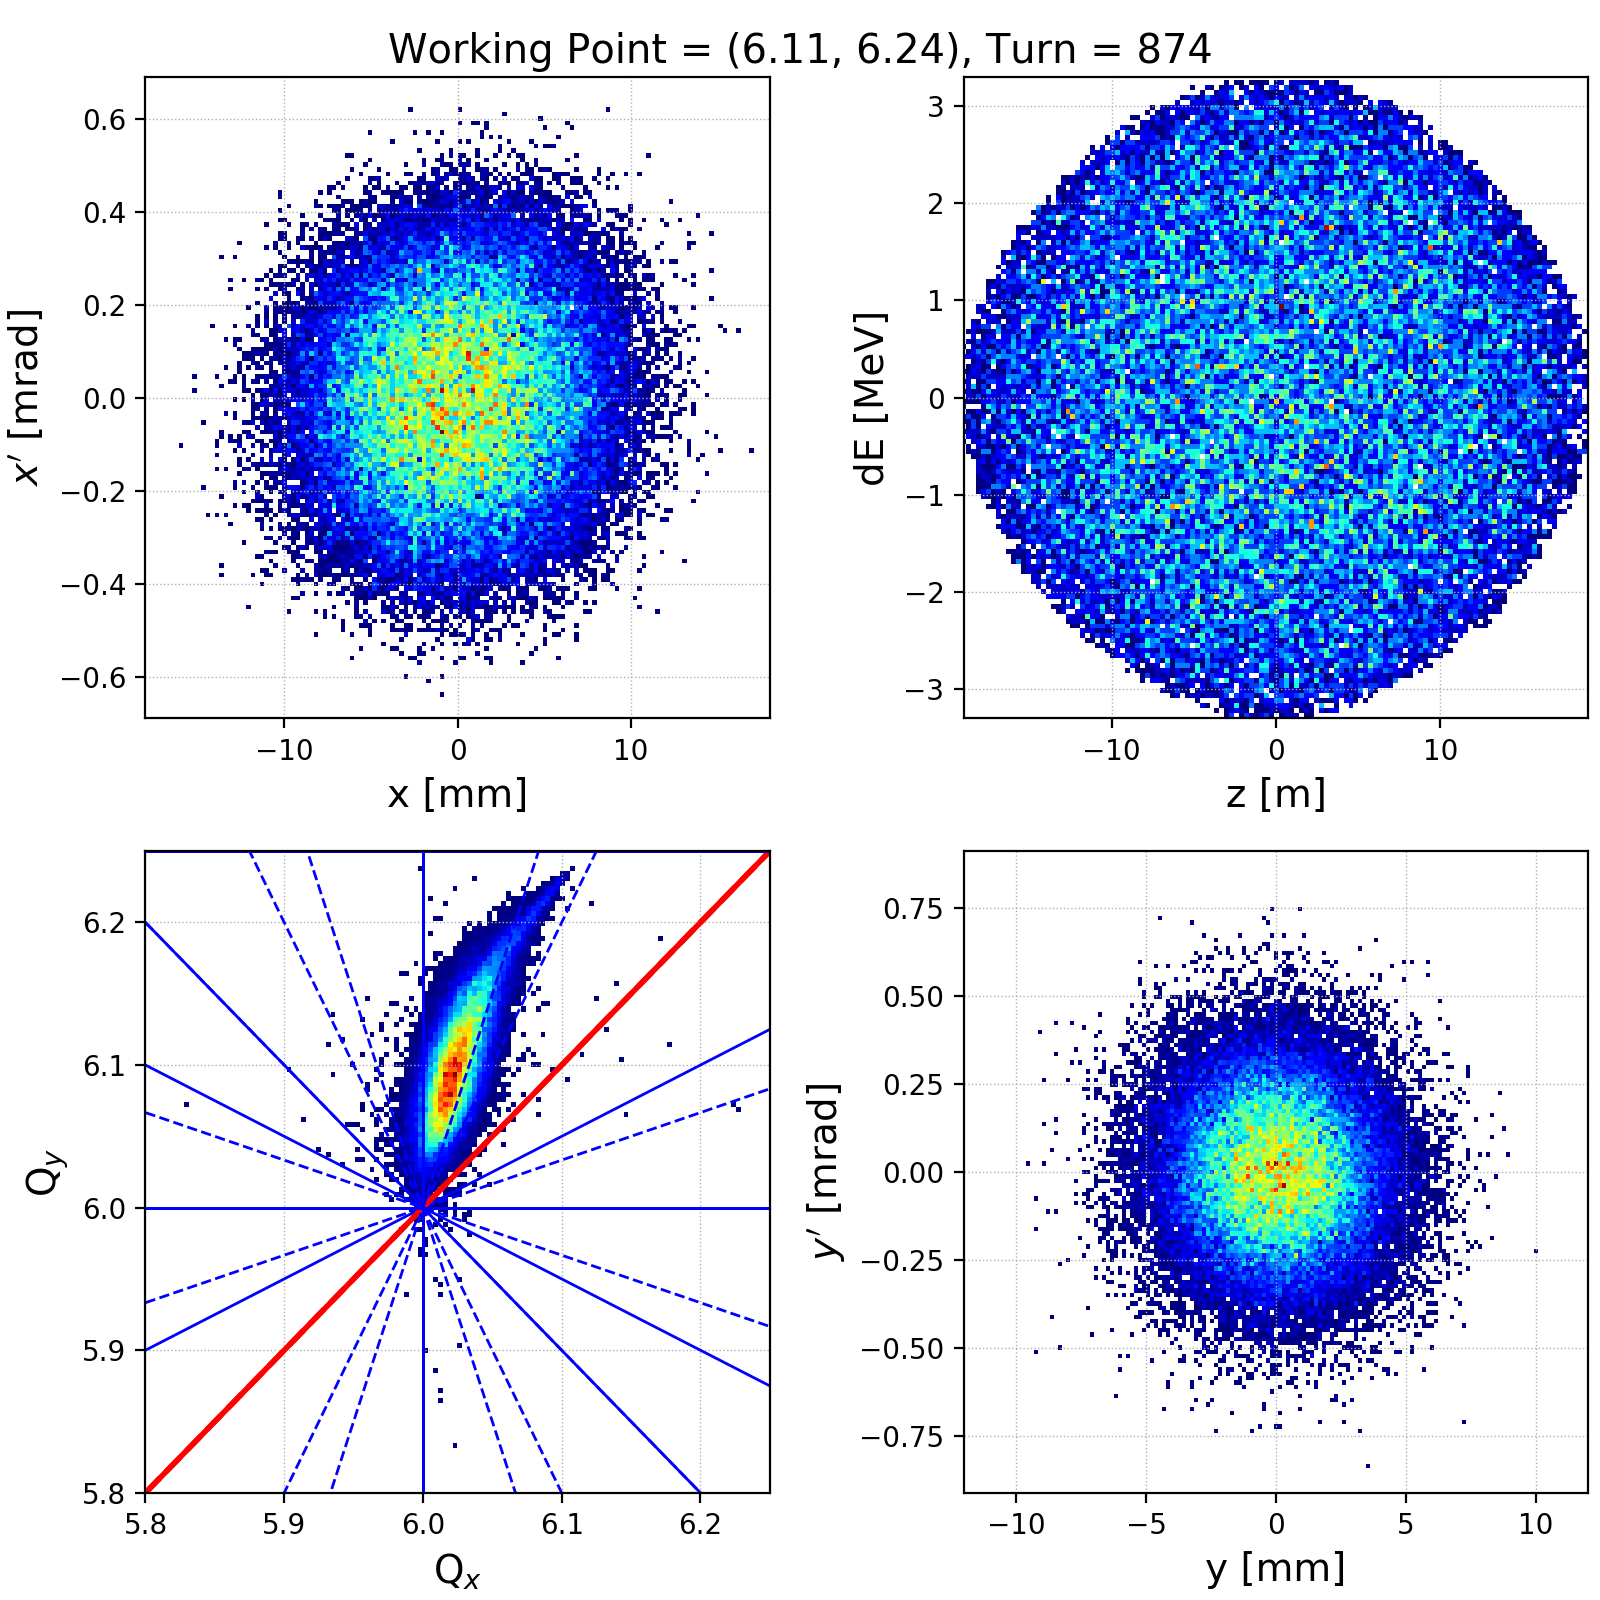 Working Point = (6.11, 6.24), Turn = 874
0.6
0.4
0.2
0.0
−0.2
−0.4
−0.6
x′ [mrad]
−10 0 10
x [mm]
3
2
1
0
−1
−2
−3
dE [MeV]
−10 0 10
z [m]
6.2
6.1
6.0
5.9
5.8
Qy
5.8 5.9 6.0 6.1 6.2
Qx
0.75
0.50
0.25
0.00
−0.25
−0.50
−0.75
y′ [mrad]
−10 −5 0 5 10
y [mm]